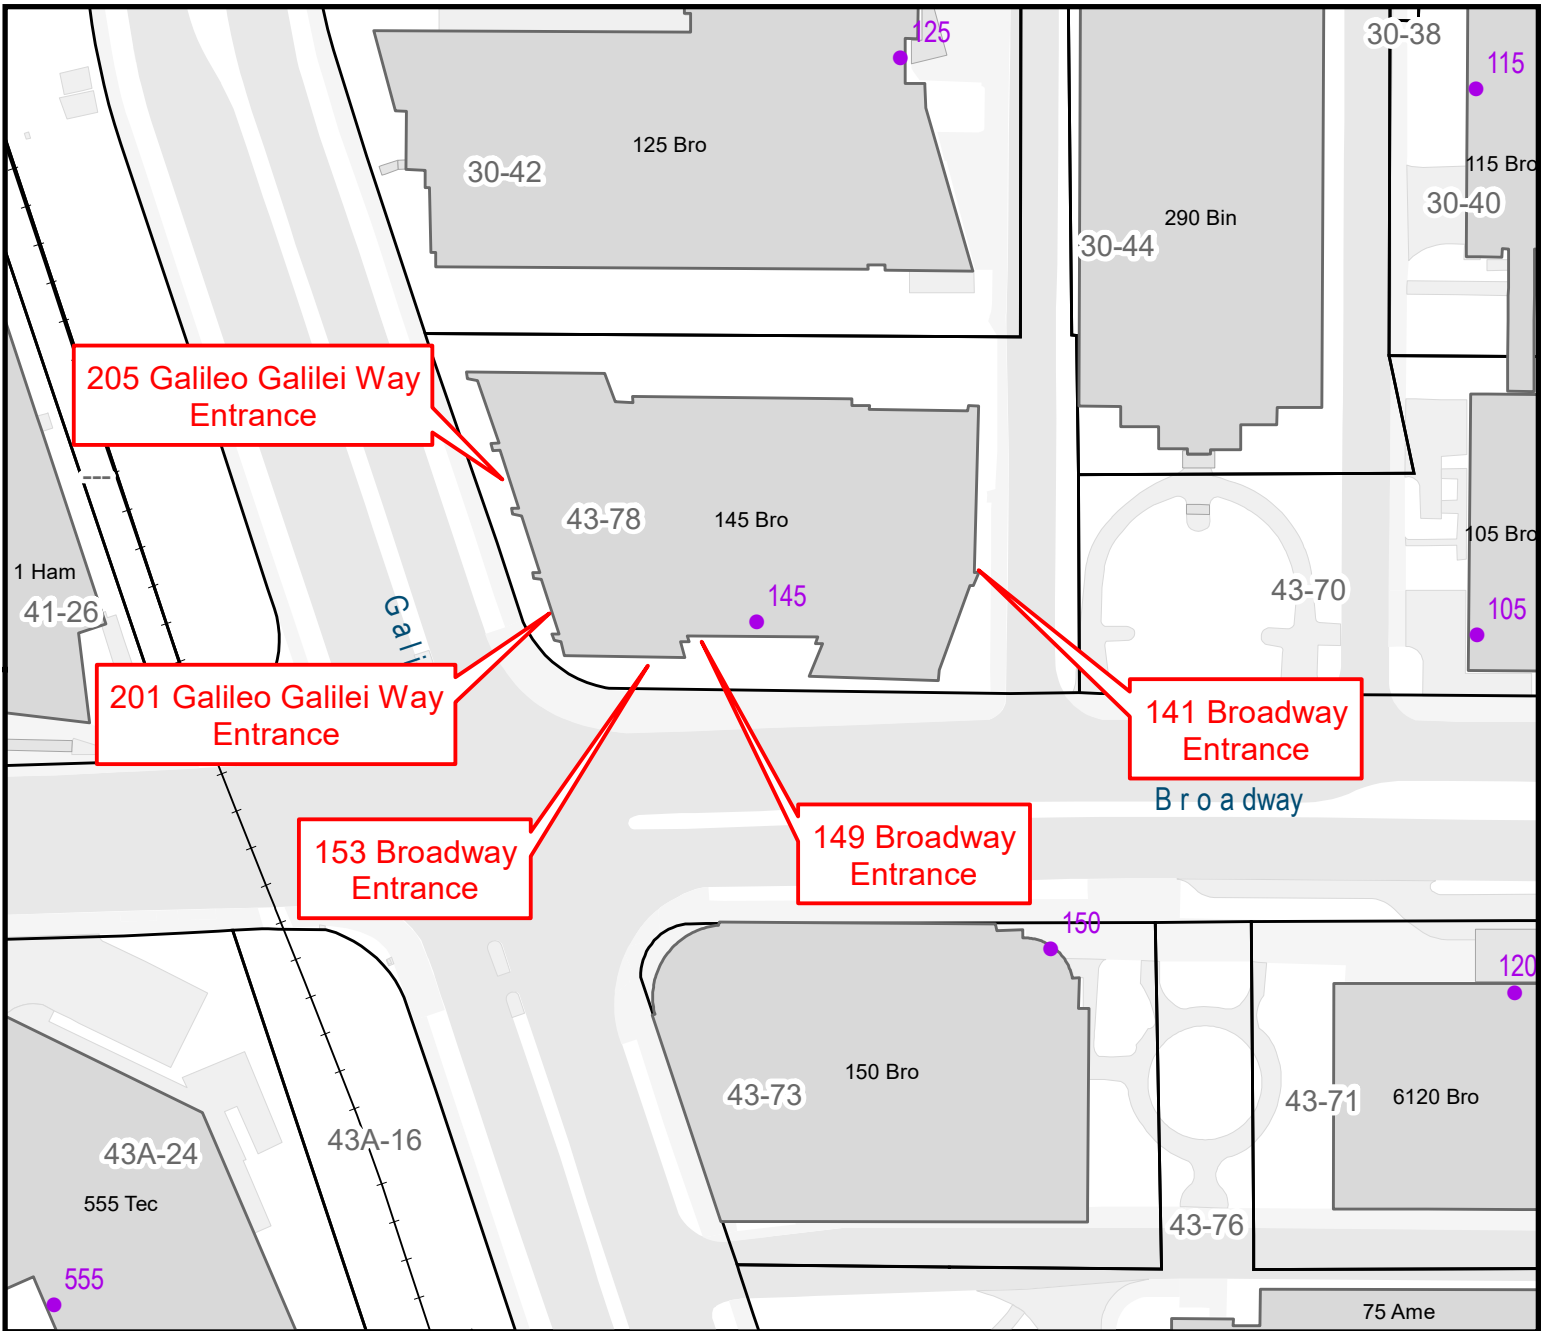 125
30-38
115
125 Bro
30-42
115 Bro
30-40
290 Bin
30-44
205 Galileo Galilei Way
Entrance
---
43-78
145 Bro
105 Bro
1 Ham
41-26
Gali
145
43-70
105
201 Galileo Galilei Way
Entrance
141 Broadway
Entrance
Broadway
153 Broadway
Entrance
149 Broadway
Entrance
150
120
150 Bro
43-73
43-71
6120 Bro
43A-16
43A-24
555 Tec
43-76
555
75 Ame